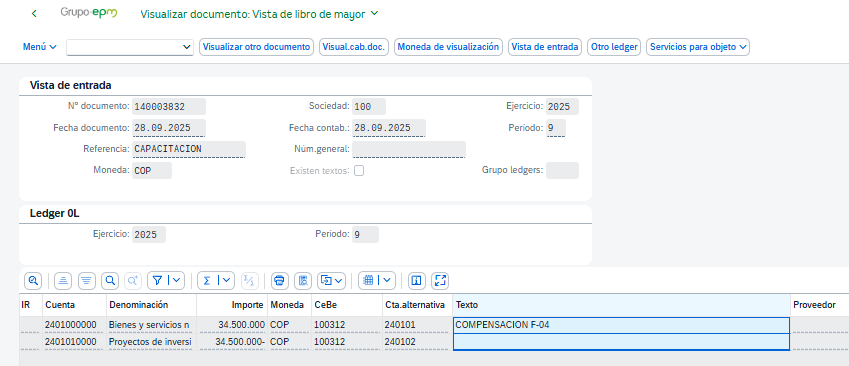 Grupo·epm Visualizar documento: Vista de libro de mayor
Menú Visualizar otro documento Visual.cab.doc. Moneda de visualización Vista de entrada Otro ledger Servicios para objeto
Vista de entrada
Nº documento: 140003832 Sociedad: 100 Ejercicio: 2025
Fecha documento: 28.09.2025 Fecha contab.: 28.09.2025 Período: 9
Referencia: CAPACITACION Núm.general:
Moneda: COP Existen textos: Grupo ledgers:
Ledger 0L
Ejercicio: 2025 Período: 9
IR Cuenta Denominación Importe Moneda CeBe Cta.alternativa Texto Proveedor
2401000000 Bienes y servicios n 34.500.000 COP 100312 240101 COMPENSACION F-04
2401010000 Proyectos de inversi 34.500.000- COP 100312 240102